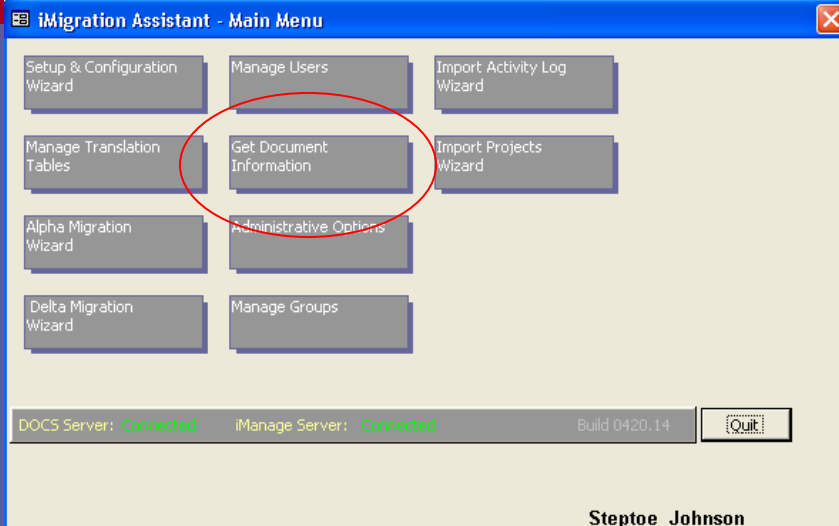 iMigration Assistant - Main Menu
Setup & Configuration
Wizard
Manage Users
Import Activity Log
Wizard
Manage Translation
Tables
Get Document
Information
Import Projects
Wizard
Alpha Migration
Wizard
Administrative Options
Delta Migration
Wizard
Manage Groups
DOCS Server: Connected iManage Server: Connected Build 0420.14 Quit
Steptoe Johnson